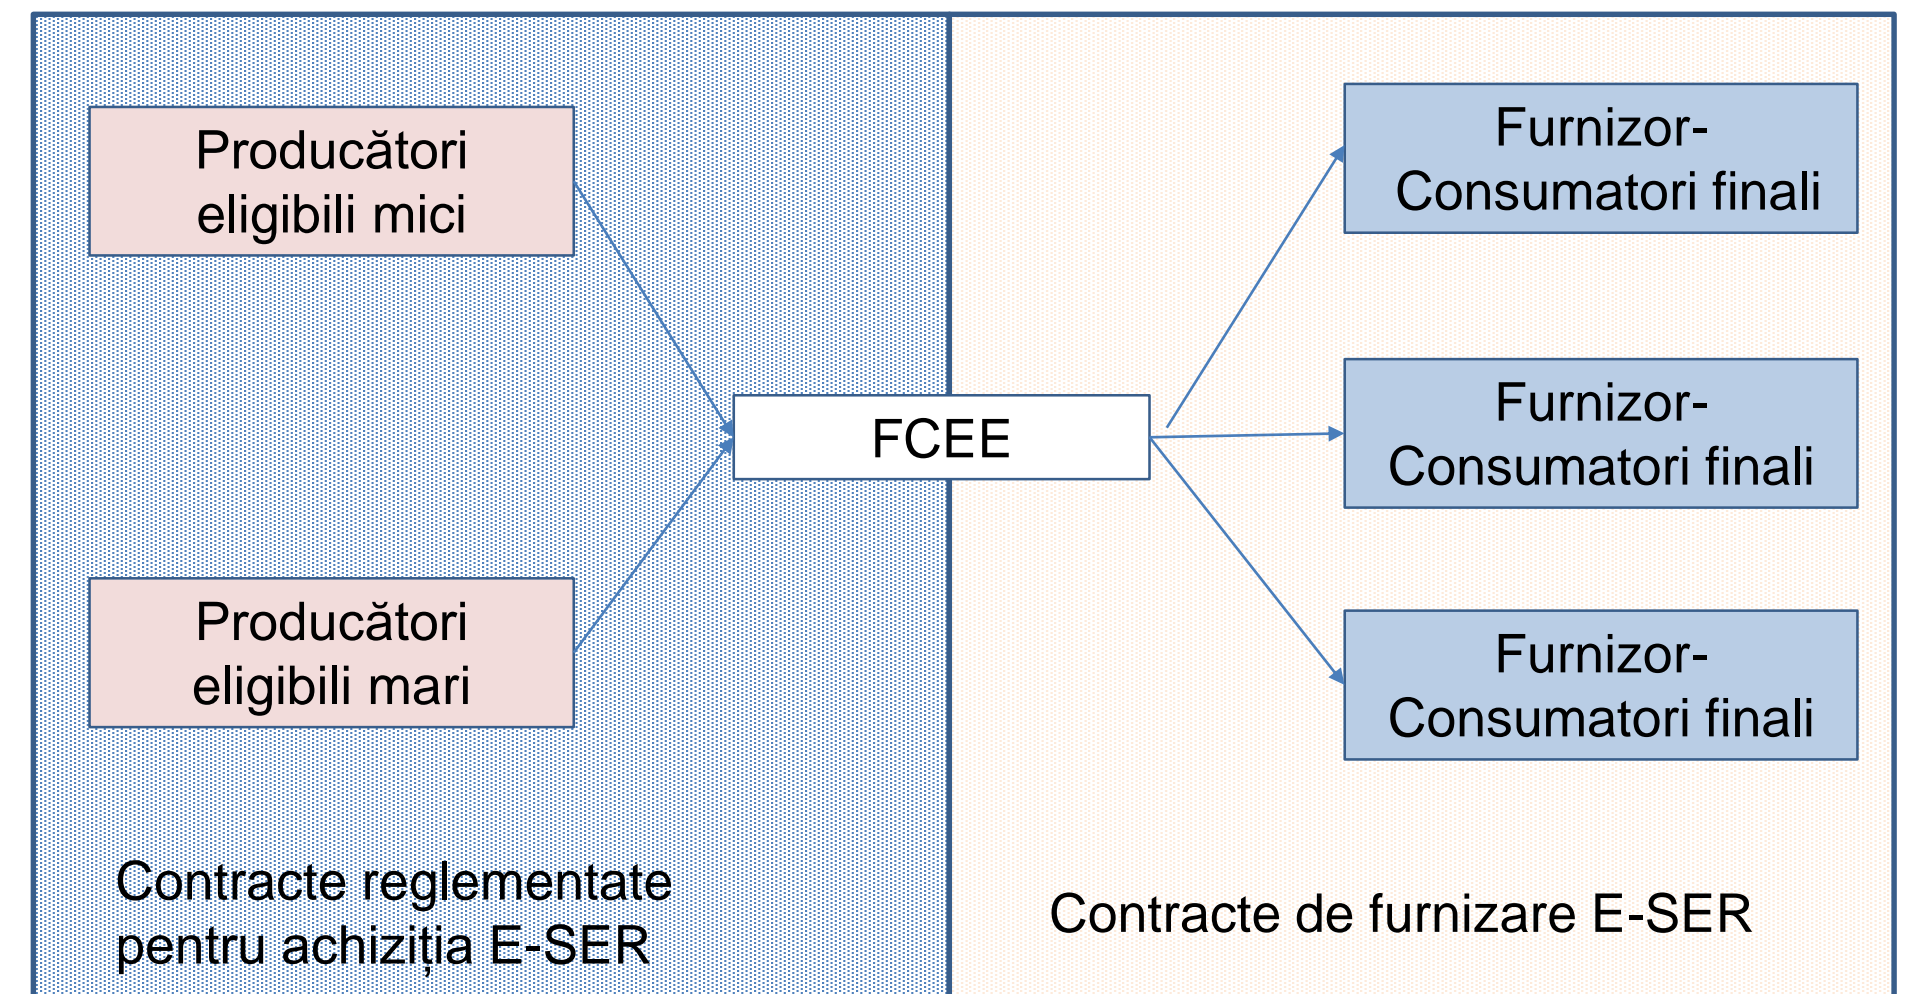 Producători
eligibili mici
Producători
eligibili mari
FCEE
Furnizor-
Consumatori finali
Furnizor-
Consumatori finali
Furnizor-
Consumatori finali
Contracte reglementate
pentru achiziția E-SER
Contracte de furnizare E-SER